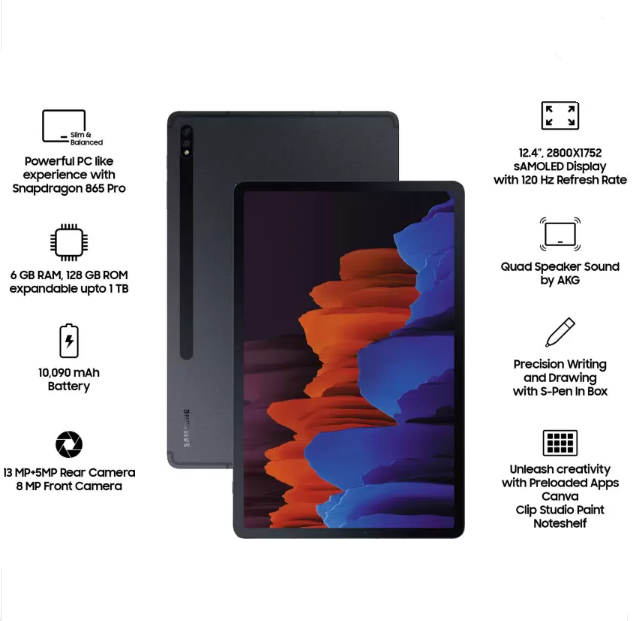 Slim &
Balanced
Powerful PC like
experience with
Snapdragon 865 Pro
6 GB RAM, 128 GB ROM
expandable upto 1 TB
10,090 mAh
Battery
13 MP+5MP Rear Camera
8 MP Front Camera
SAMSUNG
12.4", 2800X1752
sAMOLED Display
with 120 Hz Refresh Rate
Quad Speaker Sound
by AKG
Precision Writing
and Drawing
with S-Pen In Box
Unleash creativity
with Preloaded Apps
Canva
Clip Studio Paint
Noteshelf